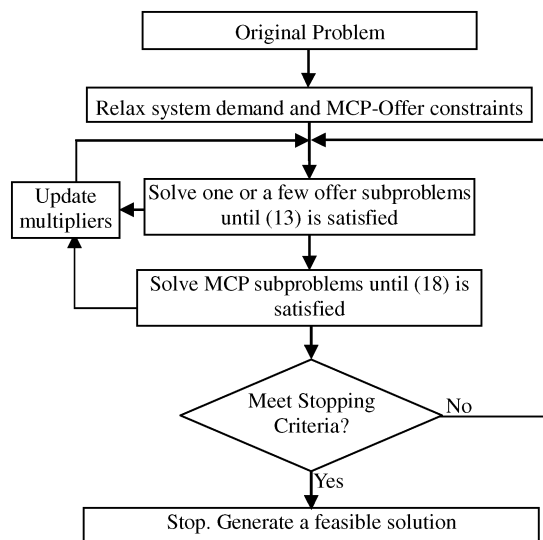 Original Problem
Relax system demand and MCP-Offer constraints
Update
multipliers
Solve one or a few offer subproblems
until (13) is satisfied
Solve MCP subproblems until (18) is
satisfied
Meet Stopping
Criteria?
No
Yes
Stop. Generate a feasible solution